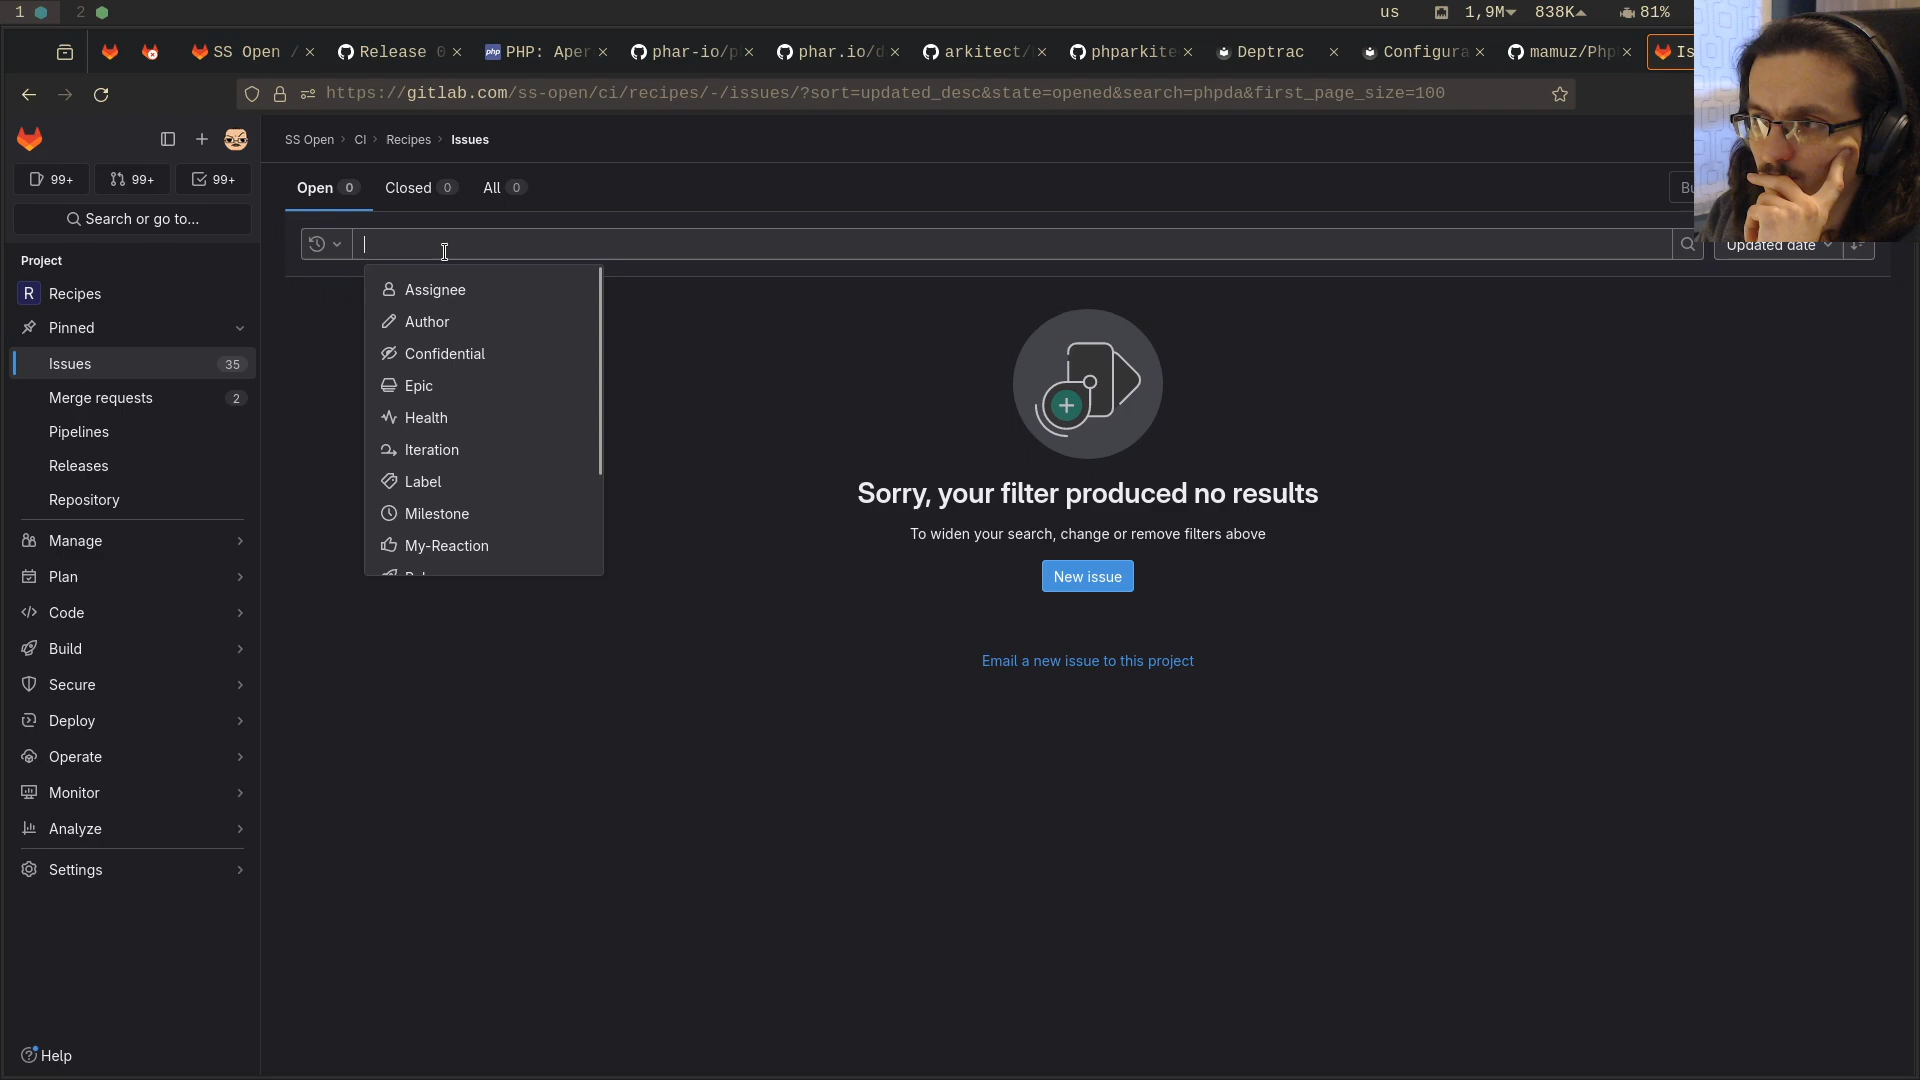 1 2 us 1,9M 838K 81%
SS Open / Release 0 php PHP: Aper phar-io/p phar.io/d arkitect/ phparkite Deptrac Configura mamuz/Php Is
https://gitlab.com/ss-open/ci/recipes/-/issues/?sort=updated_desc&state=opened&search=phpda&first_page_size=100
SS Open › CI › Recipes › Issues
99+ 99+ 99+
Open 0 Closed 0 All 0
Bu
Search or go to...
Updated date
Project
R Recipes
Pinned
Issues 35
Merge requests 2
Pipelines
Releases
Repository
Manage
Plan
Code
Build
Secure
Deploy
Operate
Monitor
Analyze
Settings
Help
Assignee
Author
Confidential
Epic
Health
Iteration
Label
Milestone
My-Reaction
Sorry, your filter produced no results
To widen your search, change or remove filters above
New issue
Email a new issue to this project